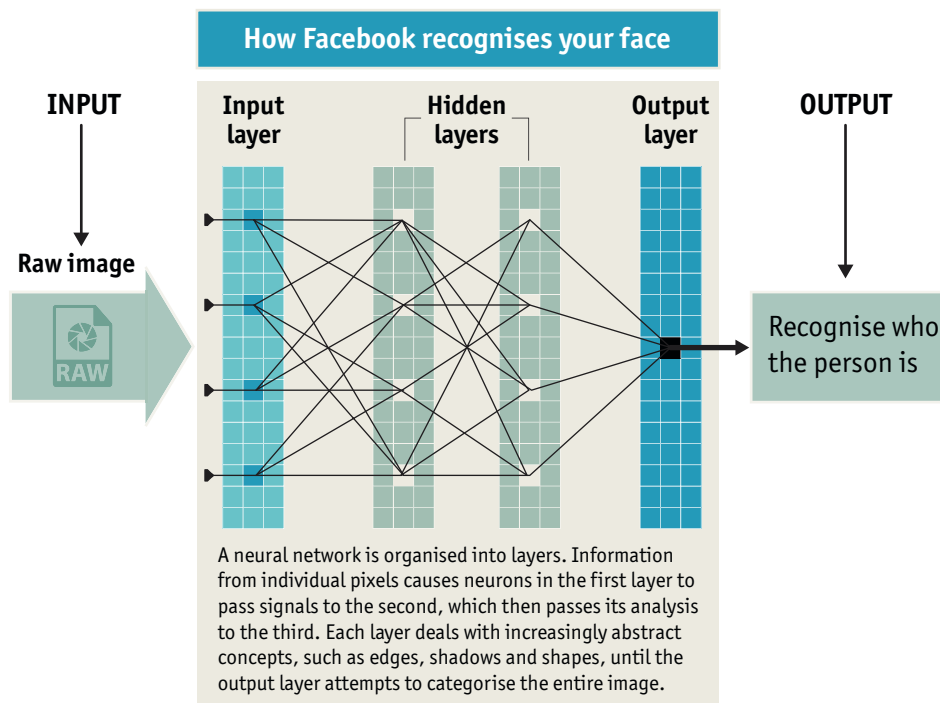 How Facebook recognises your face
INPUT
Raw image
RAW
Input
layer
Hidden
layers
Output
layer
OUTPUT
Recognise who
the person is
A neural network is organised into layers. Information
from individual pixels causes neurons in the first layer to
pass signals to the second, which then passes its analysis
to the third. Each layer deals with increasingly abstract
concepts, such as edges, shadows and shapes, until the
output layer attempts to categorise the entire image.